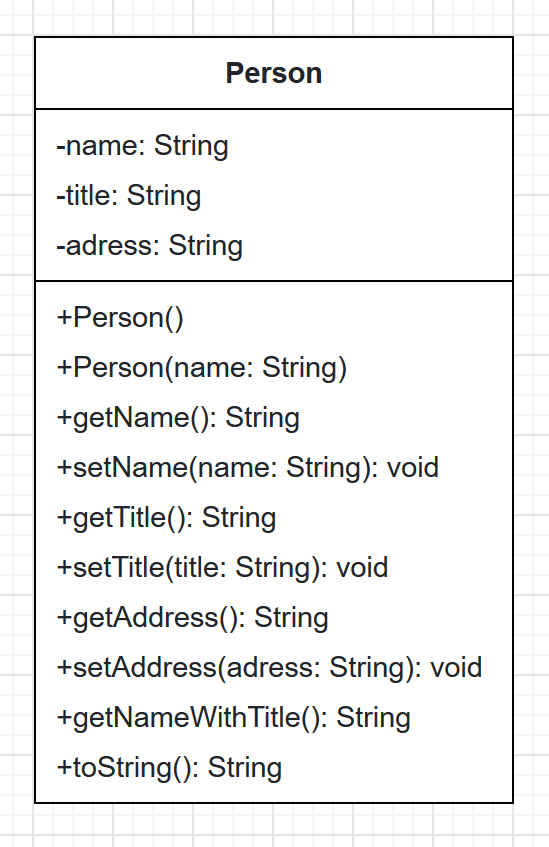 Person
-name: String
-title: String
-adress: String
+Person()
+Person(name: String)
+getName(): String
+setName(name: String): void
+getTitle(): String
+setTitle(title: String): void
+getAddress(): String
+setAddress(adress: String): void
+getNameWithTitle(): String
+toString(): String